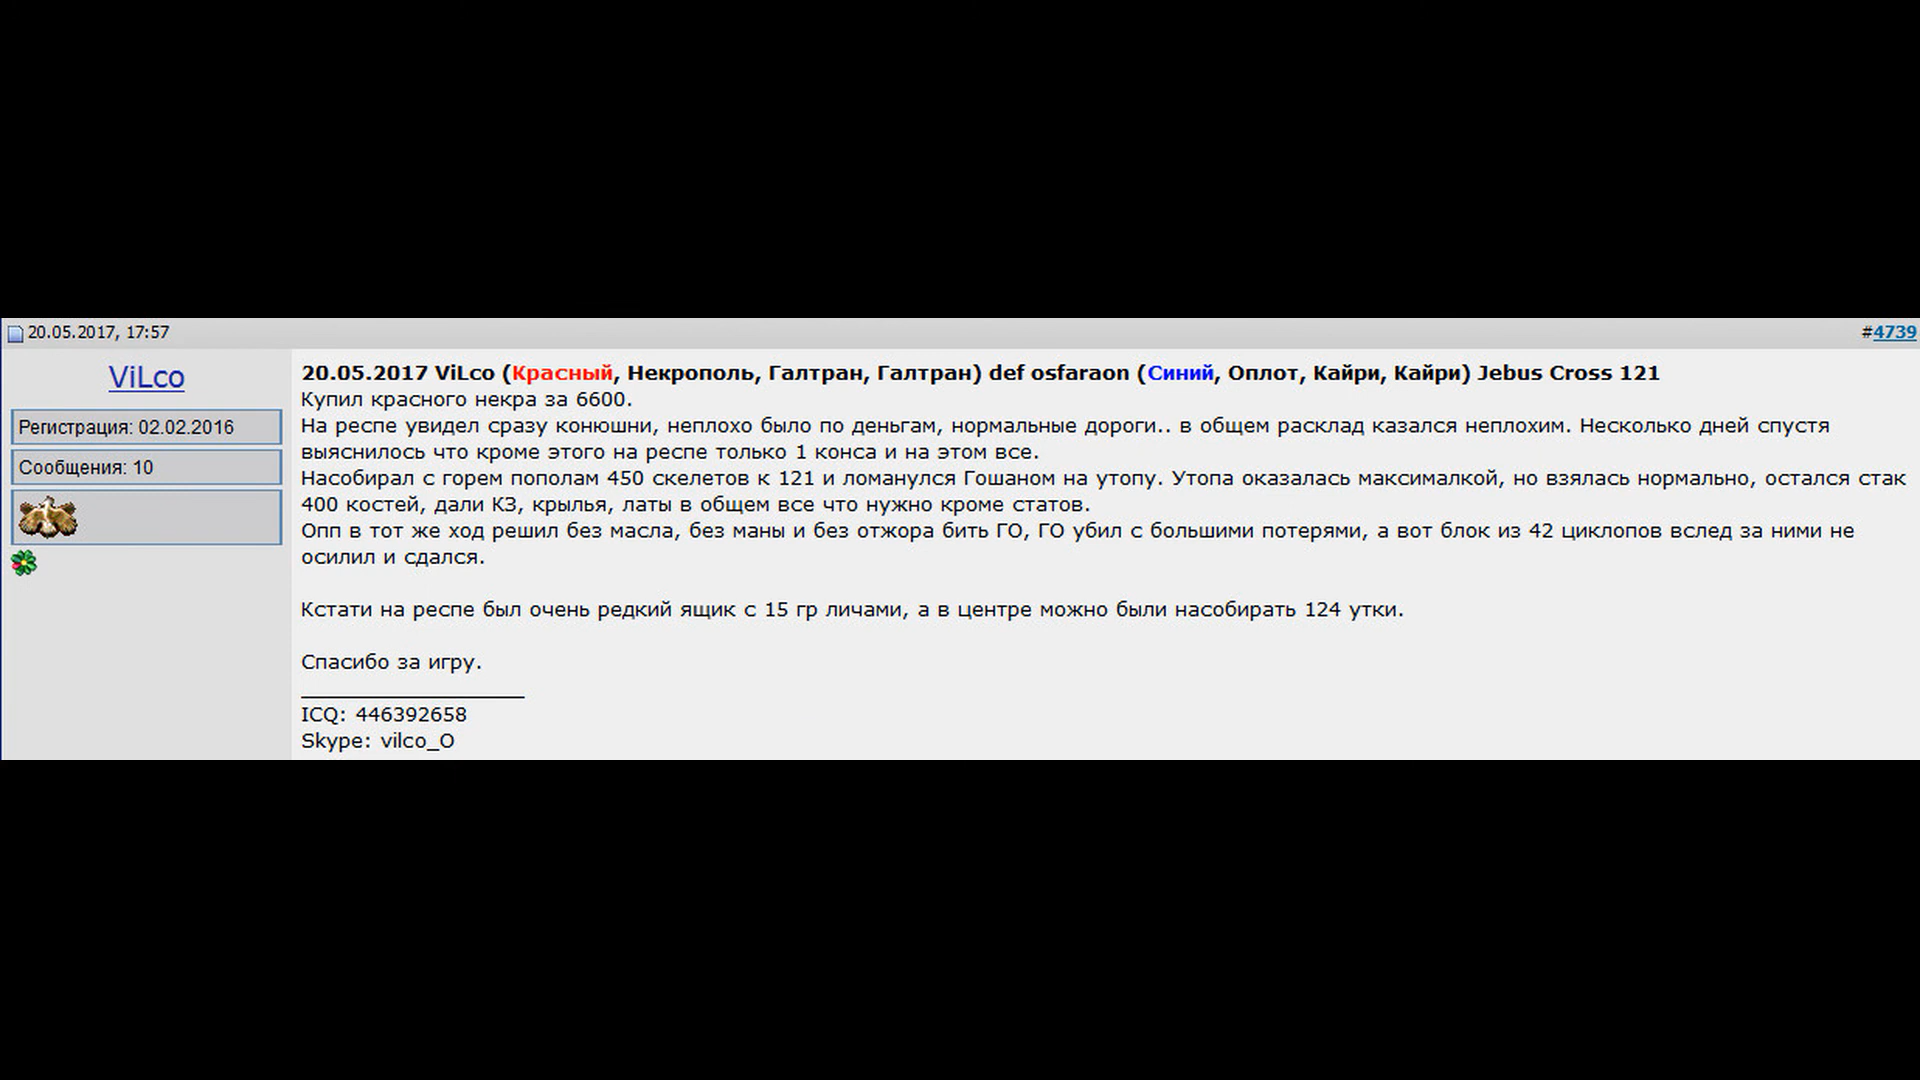 20.05.2017, 17:57
#4739
ViLco
Регистрация: 02.02.2016
Сообщения: 10
20.05.2017 ViLco (Красный, Некрополь, Галтран, Галтран) def osfaraon (Синий, Оплот, Кайри, Кайри) Jebus Cross 121
Купил красного некра за 6600.
На респе увидел сразу конюшни, неплохо было по деньгам, нормальные дороги.. в общем расклад казался неплохим. Несколько дней спустя
выяснилось что кроме этого на респе только 1 конса и на этом все.
Насобирал с горем пополам 450 скелетов к 121 и ломанулся Гошаном на утопу. Утопа оказалась максималкой, но взялась нормально, остался стак
400 костей, дали КЗ, крылья, латы в общем все что нужно кроме статов.
Опп в тот же ход решил без масла, без маны и без отжора бить ГО, ГО убил с большими потерями, а вот блок из 42 циклопов вслед за ними не
осилил и сдался.
Кстати на респе был очень редкий ящик с 15 гр личами, а в центре можно были насобирать 124 утки.
Спасибо за игру.
ICQ: 446392658
Skype: vilco_O